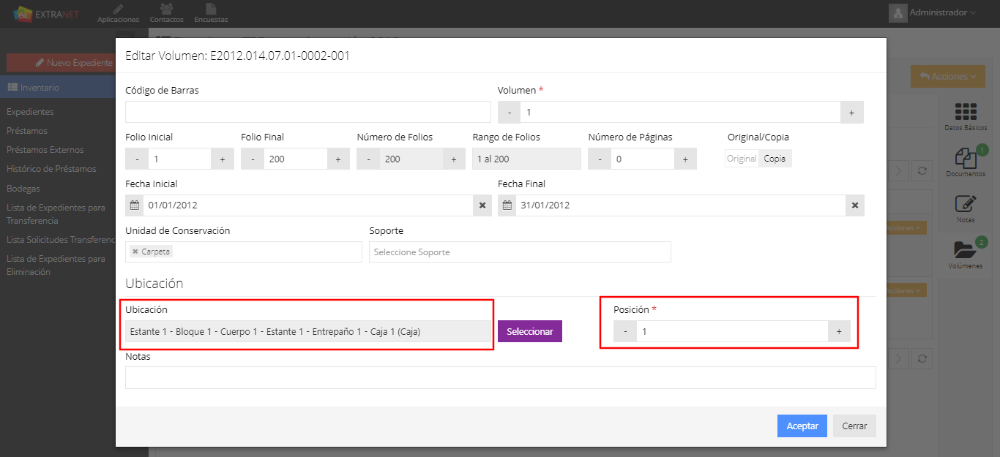 EXTRANET
Aplicaciones
Contactos
Encuestas
Administrador
Nuevo Expediente
Inventario
Expedientes
Préstamos
Préstamos Externos
Histórico de Préstamos
Bodegas
Lista de Expedientes para
Transferencia
Lista Solicitudes Transferenc
Lista de Expedientes para
Eliminación
Editar Volumen: E2012.014.07.01-0002-001
Código de Barras
Volumen *
- 1 +
Folio Inicial
Folio Final
Número de Folios
Rango de Folios
Número de Páginas
Original/Copia
- 1 +
- 200 +
- 200 +
1 al 200
- 0 +
Original Copia
Fecha Inicial
Fecha Final
01/01/2012
31/01/2012
Unidad de Conservación
Soporte
× Carpeta
Seleccione Soporte
Ubicación
Ubicación
Posición *
Estante 1 - Bloque 1 - Cuerpo 1 - Estante 1 - Entrepaño 1 - Caja 1 (Caja)
Seleccionar
- 1 +
Notas
Aceptar
Cerrar
Acciones
Datos Básicos
1
Documentos
Notas
Acciones
2
Volúmenes
Acciones